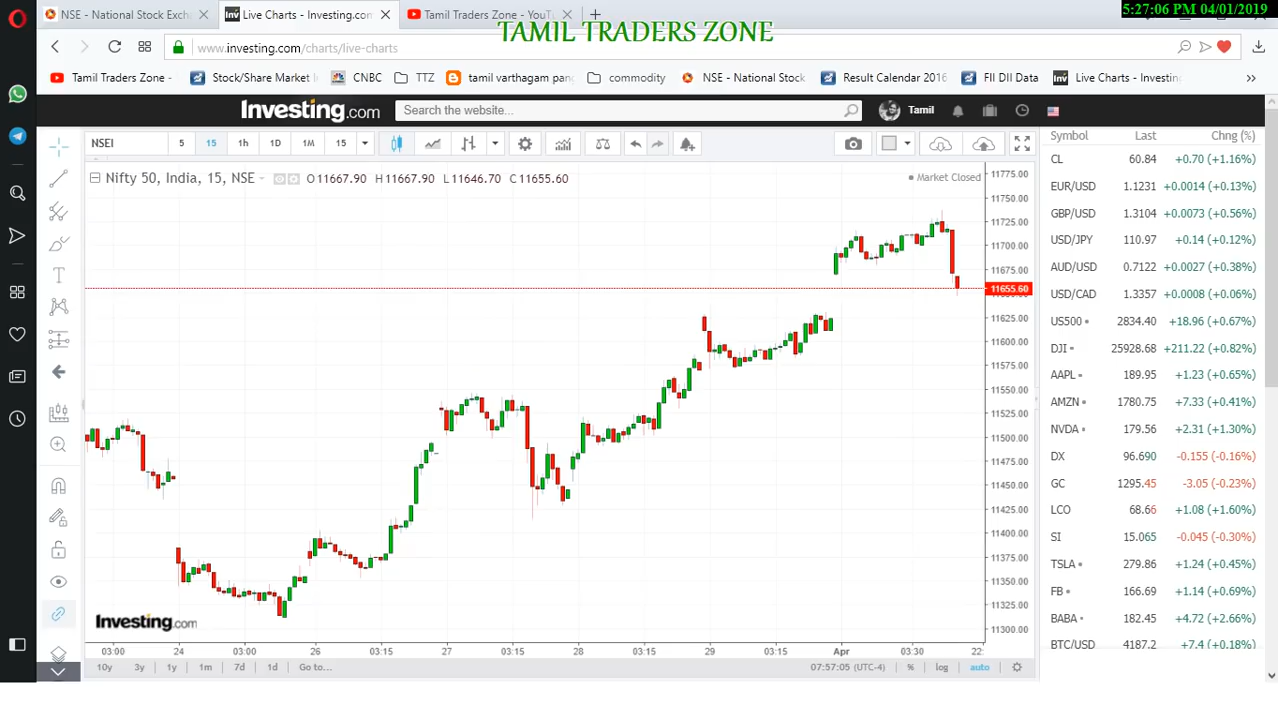 NSE - National Stock Excha
Live Charts - Investing.com
Tamil Traders Zone - YouT
5:27:06 PM 04/01/2019
TAMIL TRADERS ZONE
www.investing.com/charts/live-charts
Tamil Traders Zone -
Stock/Share Market I
CNBC
TTZ
tamil varthagam pan
commodity
NSE - National Stock
Result Calendar 2016
FII DII Data
Live Charts - Investin
Investing.com
Search the website...
Tamil
NSEI 5 15 1h 1D 1M 15
Nifty 50, India, 15, NSE
O11667.90 H11667.90 L11646.70 C11655.60
Market Closed
11775.00
11750.00
11725.00
11700.00
11675.00
11655.60
11625.00
11600.00
11575.00
11550.00
11525.00
11500.00
11475.00
11450.00
11425.00
11400.00
11375.00
11350.00
11325.00
11300.00
Investing.com
03:00 24 03:00 26 03:15 27 03:15 28 03:15 29 03:15 Apr 03:30 22:
10y 3y 1y 1m 7d 1d Go to...
07:57:05 (UTC-4) % log auto
Symbol Last Chng (%)
CL 60.84 +0.70 (+1.16%)
EUR/USD 1.1231 +0.0014 (+0.13%)
GBP/USD 1.3104 +0.0073 (+0.56%)
USD/JPY 110.97 +0.14 (+0.12%)
AUD/USD 0.7122 +0.0027 (+0.38%)
USD/CAD 1.3357 +0.0008 (+0.06%)
US500 2834.40 +18.96 (+0.67%)
DJI 25928.68 +211.22 (+0.82%)
AAPL 189.95 +1.23 (+0.65%)
AMZN 1780.75 +7.33 (+0.41%)
NVDA 179.56 +2.31 (+1.30%)
DX 96.690 -0.155 (-0.16%)
GC 1295.45 -3.05 (-0.23%)
LCO 68.66 +1.08 (+1.60%)
SI 15.065 -0.045 (-0.30%)
TSLA 279.86 +1.24 (+0.45%)
FB 166.69 +1.14 (+0.69%)
BABA 182.45 +4.72 (+2.66%)
BTC/USD 4187.2 +7.4 (+0.18%)